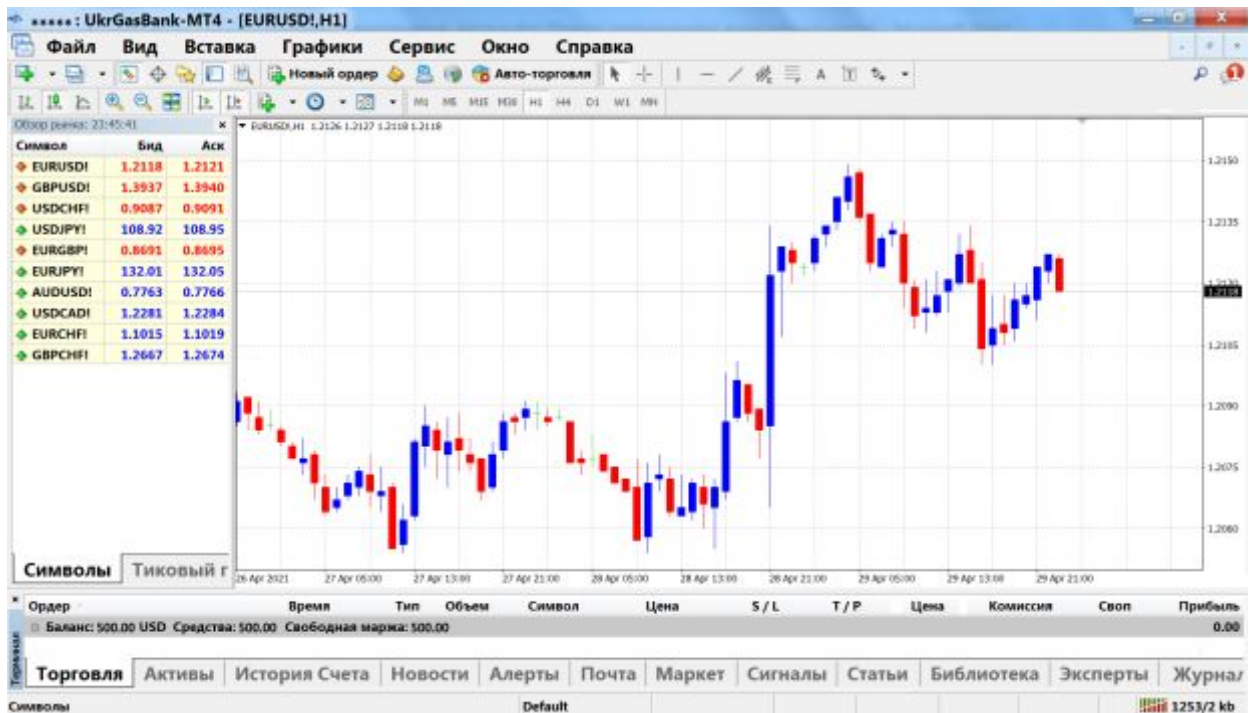 ••••• : UkrGasBank-MT4 - [EURUSD!,H1]
Файл Вид Вставка Графики Сервис Окно Справка
Новый ордер Авто-торговля A T 1
M1 M5 M15 M30 H1 H4 D1 W1 MN
Обзор рынка: 23:45:41
Символ Бид Аск
EURUSD! 1.2118 1.2121
GBPUSD! 1.3937 1.3940
USDCHF! 0.9087 0.9091
USDJPY! 108.92 108.95
EURGBP! 0.8691 0.8695
EURJPY! 132.01 132.05
AUDUSD! 0.7763 0.7766
USDCAD! 1.2281 1.2284
EURCHF! 1.1015 1.1019
GBPCHF! 1.2667 1.2674
Символы Тиковый г
EURUSD!,H1 1.2126 1.2127 1.2118 1.2118
1.2150
1.2135
1.2120
1.2118
1.2105
1.2090
1.2075
1.2060
26 Apr 2021 27 Apr 05:00 27 Apr 13:00 27 Apr 21:00 28 Apr 05:00 28 Apr 13:00 28 Apr 21:00 29 Apr 05:00 29 Apr 13:00 29 Apr 21:00
Ордер Время Тип Объем Символ Цена S / L T / P Цена Комиссия Своп Прибыль
Баланс: 500.00 USD Средства: 500.00 Свободная маржа: 500.00 0.00
Терминал
Торговля Активы История Счета Новости Алерты Почта Маркет Сигналы Статьи Библиотека Эксперты Журнал
Символы Default 1253/2 kb